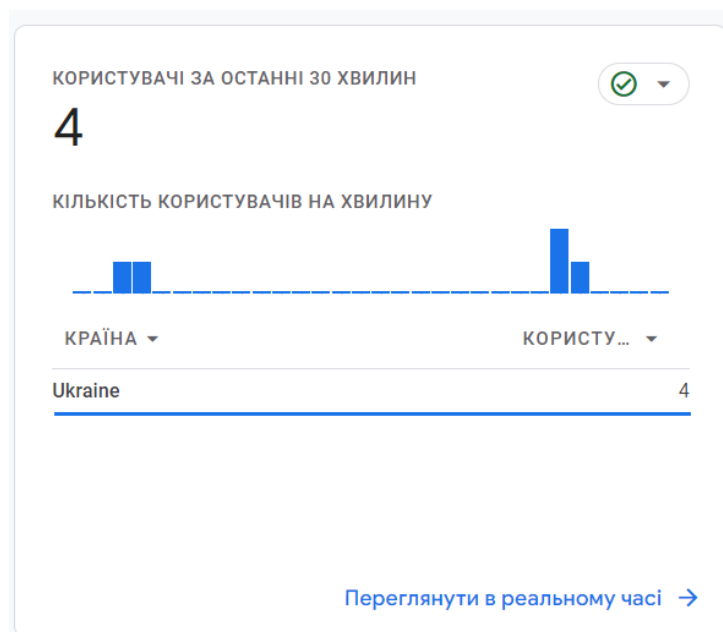 КОРИСТУВАЧІ ЗА ОСТАННІ 30 ХВИЛИН
4
КІЛЬКІСТЬ КОРИСТУВАЧІВ НА ХВИЛИНУ
КРАЇНА КОРИСТУ...
Ukraine 4
Переглянути в реальному часі